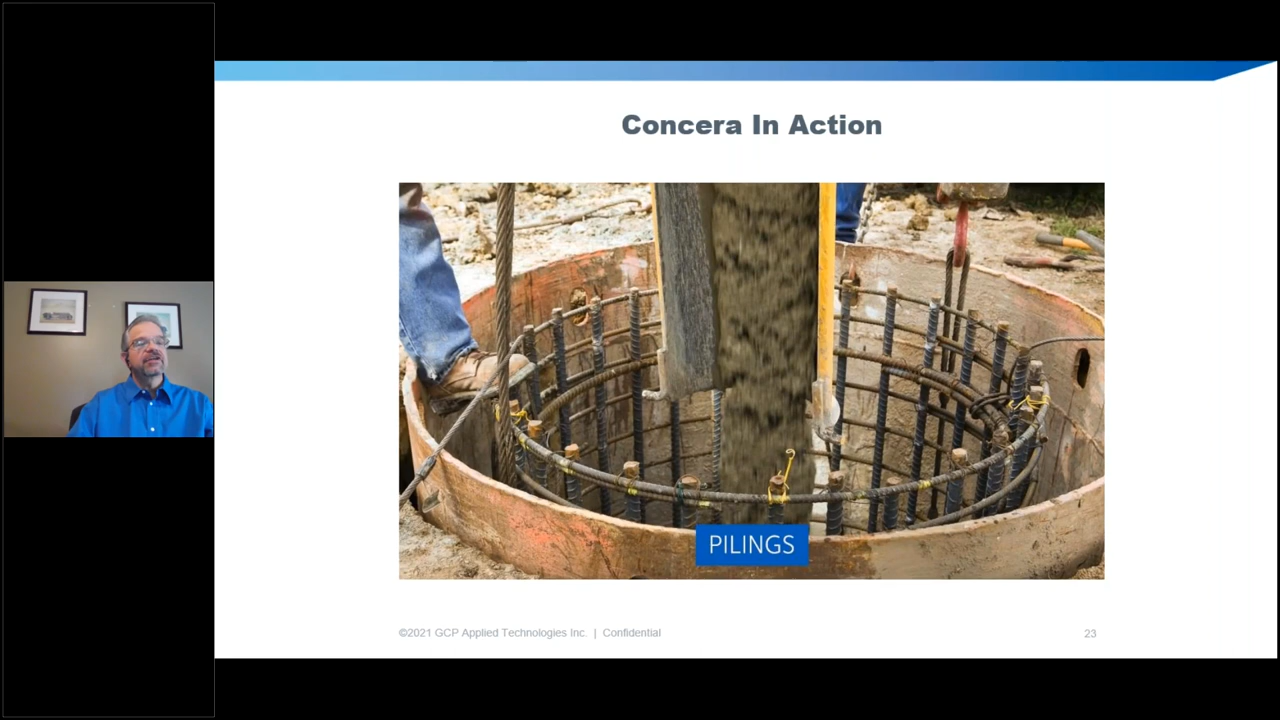 Concera In Action
PILINGS
©2021 GCP Applied Technologies Inc. | Confidential
23